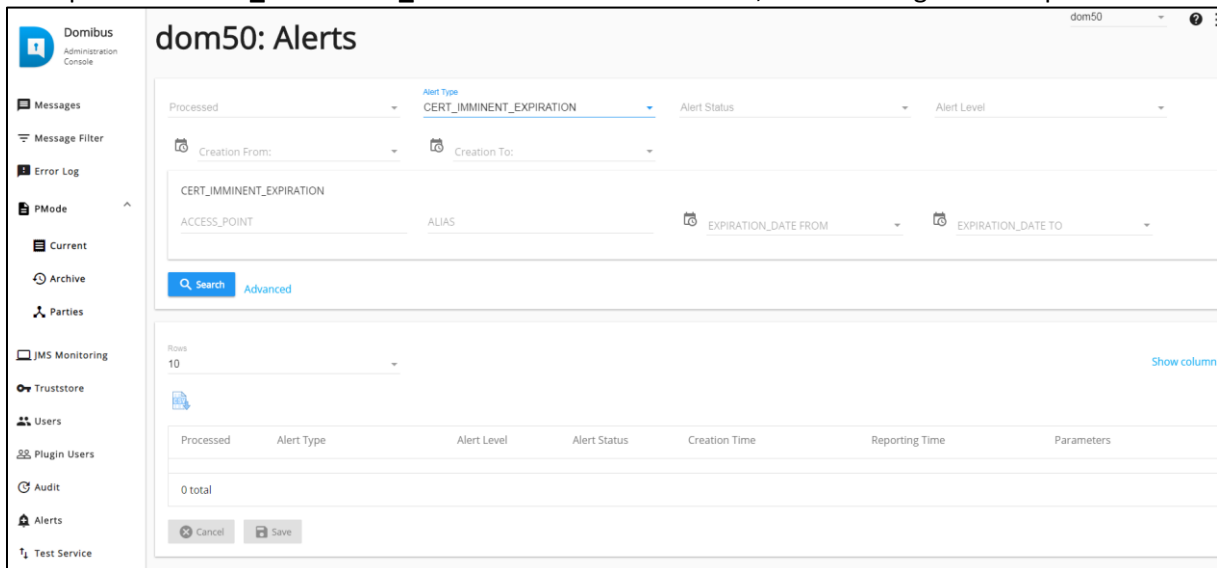 Domibus
Administration
Console
dom50: Alerts
dom50
Messages
Message Filter
Error Log
PMode
Current
Archive
Parties
JMS Monitoring
Truststore
Users
Plugin Users
Audit
Alerts
Test Service
Processed
Alert Type
CERT_IMMINENT_EXPIRATION
Alert Status
Alert Level
Creation From:
Creation To:
CERT_IMMINENT_EXPIRATION
ACCESS_POINT
ALIAS
EXPIRATION_DATE FROM
EXPIRATION_DATE TO
Search Advanced
Rows
10
Show column
Processed Alert Type Alert Level Alert Status Creation Time Reporting Time Parameters
0 total
Cancel Save